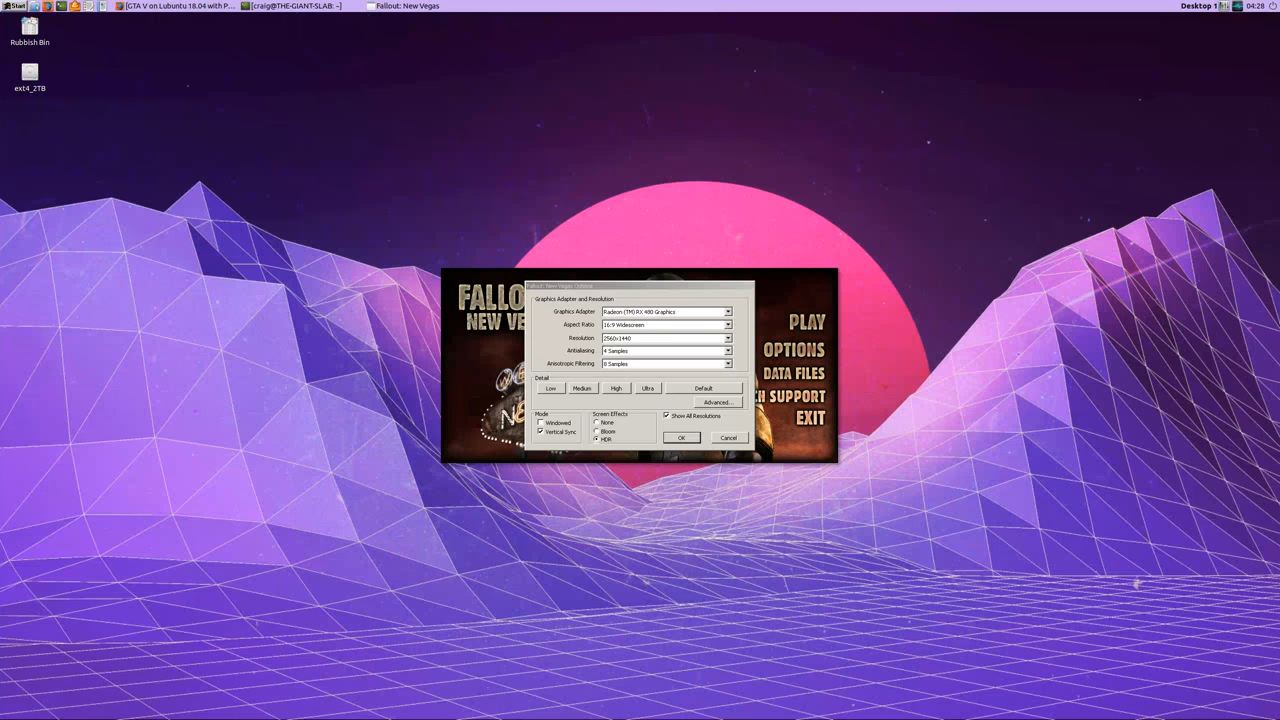 Start
[GTA V on Lubuntu 18.04 with P...
[craig@THE-GIANT-SLAB: ~]
Fallout: New Vegas
Desktop 1
04:28
Rubbish Bin
ext4_2TB
FALLO
NEW VE
PLAY
OPTIONS
DATA FILES
CH SUPPORT
EXIT
Fallout: New Vegas Options
Graphics Adapter and Resolution
Graphics Adapter
Radeon (TM) RX 480 Graphics
Aspect Ratio
16:9 Widescreen
Resolution
2560x1440
Antialiasing
4 Samples
Anisotropic Filtering
8 Samples
Detail
Low
Medium
High
Ultra
Default
Advanced...
Mode
Windowed
Vertical Sync
Screen Effects
None
Bloom
HDR
Show All Resolutions
OK
Cancel